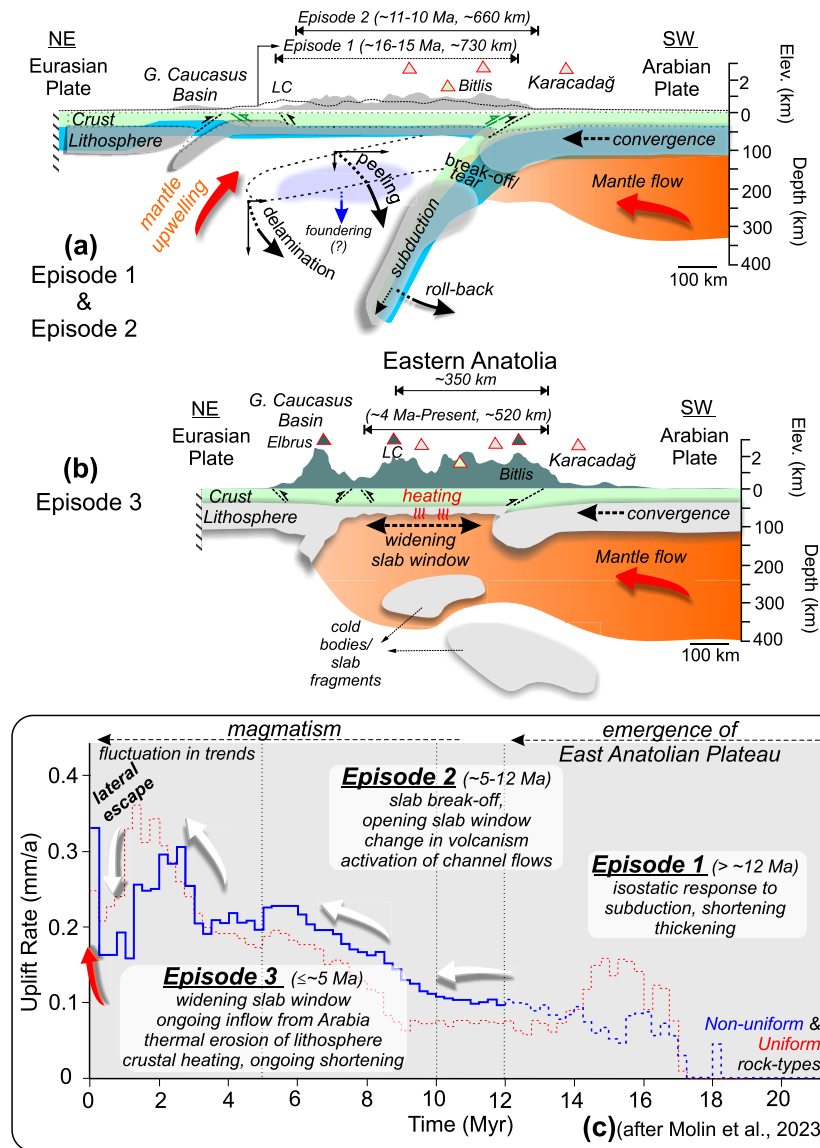 Episode 2 (~11-10 Ma, ~660 km)
NE
Eurasian
Plate
Episode 1 (~16-15 Ma, ~730 km)
SW
Arabian
Plate
G. Caucasus
Basin
LC
Bitlis
Karacadağ
Elev.
(km)
2
0
Crust
Lithosphere
convergence
100
200
300
400
Depth (km)
break-off/
tear
peeling
mantle
upwelling
delamination
foundering
(?)
subduction
roll-back
Mantle flow
100 km
(a)
Episode 1
&
Episode 2
Eastern Anatolia
~350 km
NE
Eurasian
Plate
G. Caucasus
Basin
Elbrus
(~4 Ma-Present, ~520 km)
SW
Arabian
Plate
LC
Bitlis
Karacadağ
Elev.
(km)
2
0
(b)
Episode 3
Crust
Lithosphere
heating
convergence
widening
slab window
100
200
300
400
Depth (km)
Mantle flow
cold
bodies/
slab
fragments
100 km
magmatism
emergence of
East Anatolian Plateau
fluctuation in trends
lateral
escape
Episode 2 (~5-12 Ma)
slab break-off,
opening slab window
change in volcanism
activation of channel flows
Episode 1 (> ~12 Ma)
isostatic response to
subduction, shortening
thickening
Episode 3 (≤~5 Ma)
widening slab window
ongoing inflow from Arabia
thermal erosion of lithosphere
crustal heating, ongoing shortening
Non-uniform &
Uniform
rock-types
Uplift Rate (mm/a)
0.4
0.3
0.2
0.1
0
0 2 4 6 8 10 12 14 16 18 20
Time (Myr)
(c) (after Molin et al., 2023